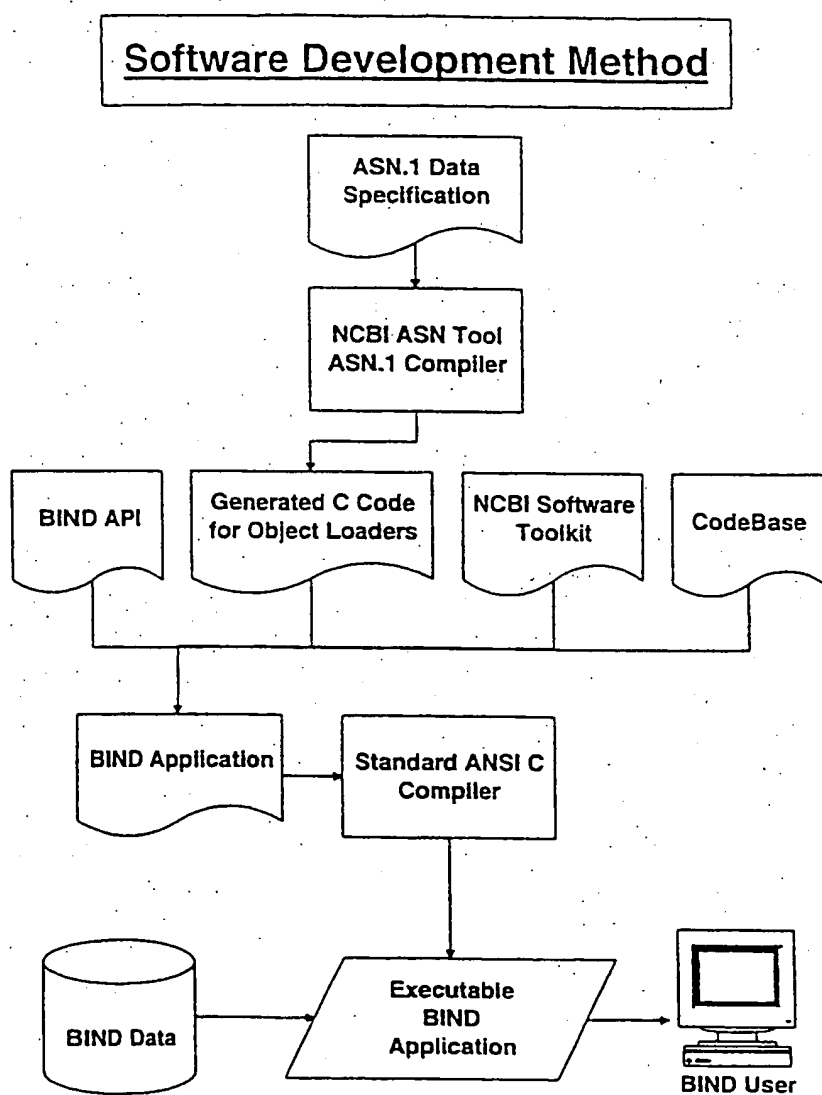 Software Development Method
ASN.1 Data
Specification
NCBI ASN Tool
ASN.1 Compiler
BIND API
Generated C Code
for Object Loaders
NCBI Software
Toolkit
CodeBase
BIND Application
Standard ANSI C
Compiler
BIND Data
Executable
BIND
Application
BIND User